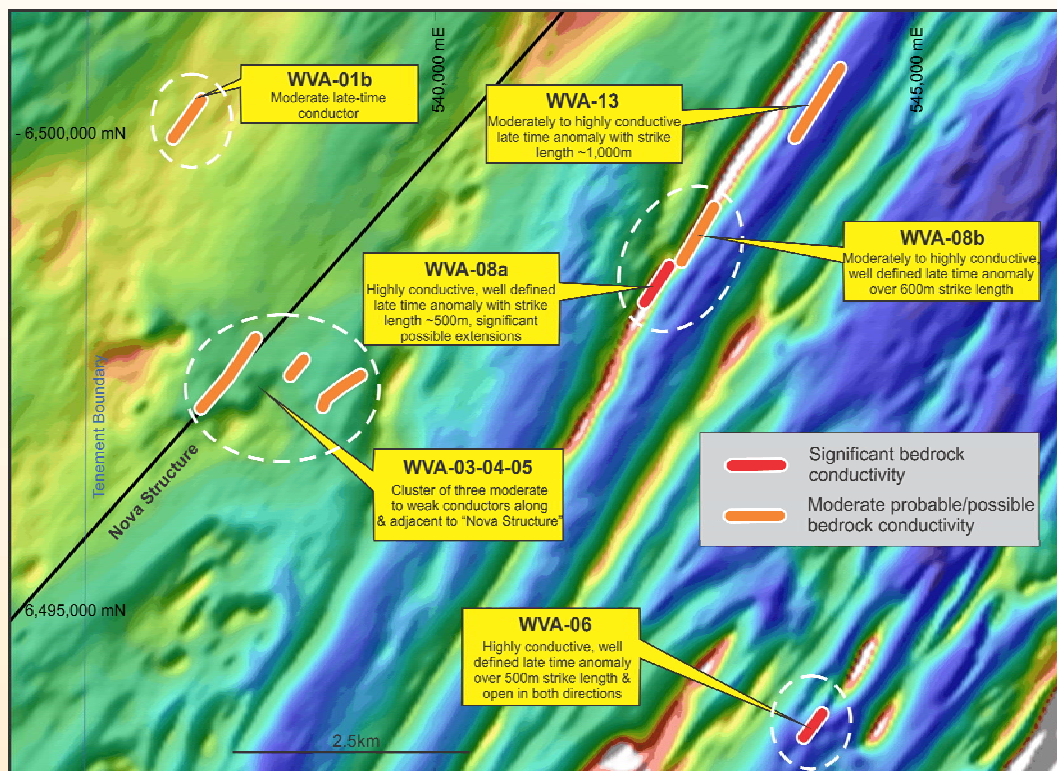 WVA-01b
Moderate late-time
conductor
540,000 mE
545,000 mE
WVA-13
Moderately to highly conductive
late time anomaly with strike
length ~1,000m
- 6,500,000 mN
WVA-08b
Moderately to highly conductive,
well defined late time anomaly
over 600m strike length
WVA-08a
Highly conductive, well defined
late time anomaly with strike
length ~500m, significant
possible extensions
Tenement Boundary
Nova Structure
WVA-03-04-05
Cluster of three moderate
to weak conductors along
& adjacent to “Nova Structure”
Significant bedrock
conductivity
Moderate probable/possible
bedrock conductivity
6,495,000 mN
WVA-06
Highly conductive, well
defined late time anomaly
over 500m strike length &
open in both directions
2.5km